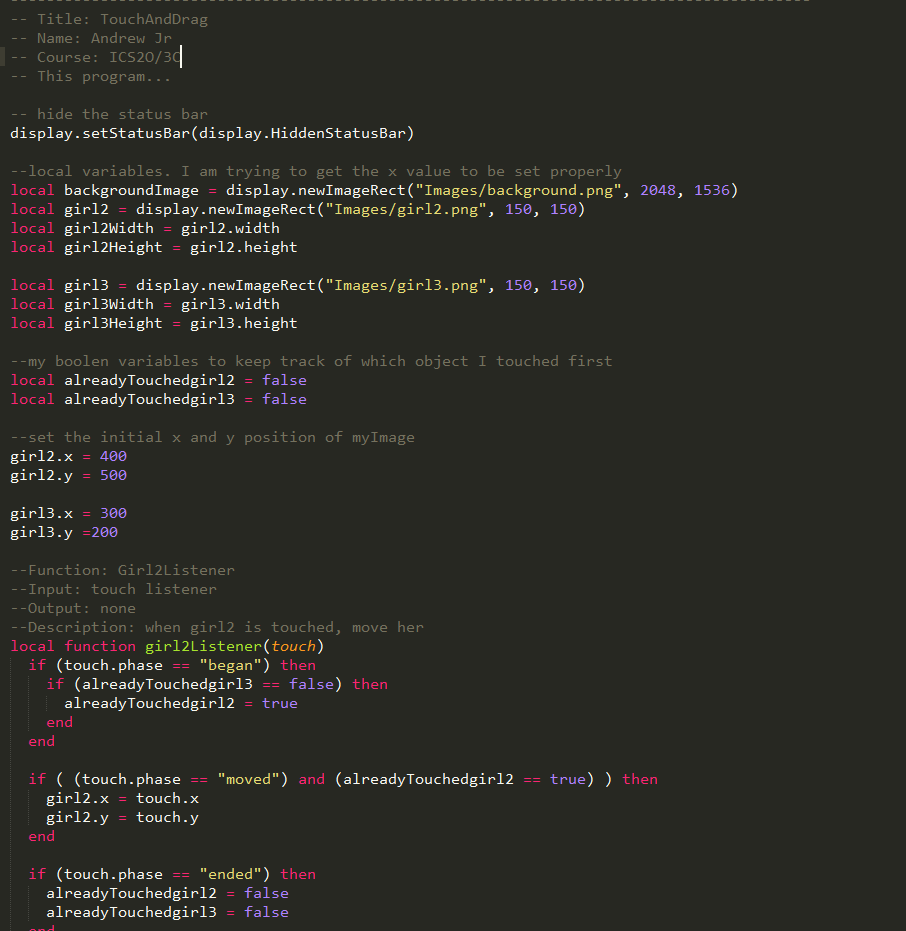 -- Title: TouchAndDrag
-- Name: Andrew Jr
-- Course: ICS2O/3C
-- This program...
-- hide the status bar
display.setStatusBar(display.HiddenStatusBar)
--local variables. I am trying to get the x value to be set properly
local backgroundImage = display.newImageRect("Images/background.png", 2048, 1536)
local girl2 = display.newImageRect("Images/girl2.png", 150, 150)
local girl2Width = girl2.width
local girl2Height = girl2.height
local girl3 = display.newImageRect("Images/girl3.png", 150, 150)
local girl3Width = girl3.width
local girl3Height = girl3.height
--my boolen variables to keep track of which object I touched first
local alreadyTouchedgirl2 = false
local alreadyTouchedgirl3 = false
--set the initial x and y position of myImage
girl2.x = 400
girl2.y = 500
girl3.x = 300
girl3.y =200
--Function: Girl2Listener
--Input: touch listener
--Output: none
--Description: when girl2 is touched, move her
local function girl2Listener(touch)
if (touch.phase == "began") then
if (alreadyTouchedgirl3 == false) then
alreadyTouchedgirl2 = true
end
end
if ( (touch.phase == "moved") and (alreadyTouchedgirl2 == true) ) then
girl2.x = touch.x
girl2.y = touch.y
end
if (touch.phase == "ended") then
alreadyTouchedgirl2 = false
alreadyTouchedgirl3 = false
end